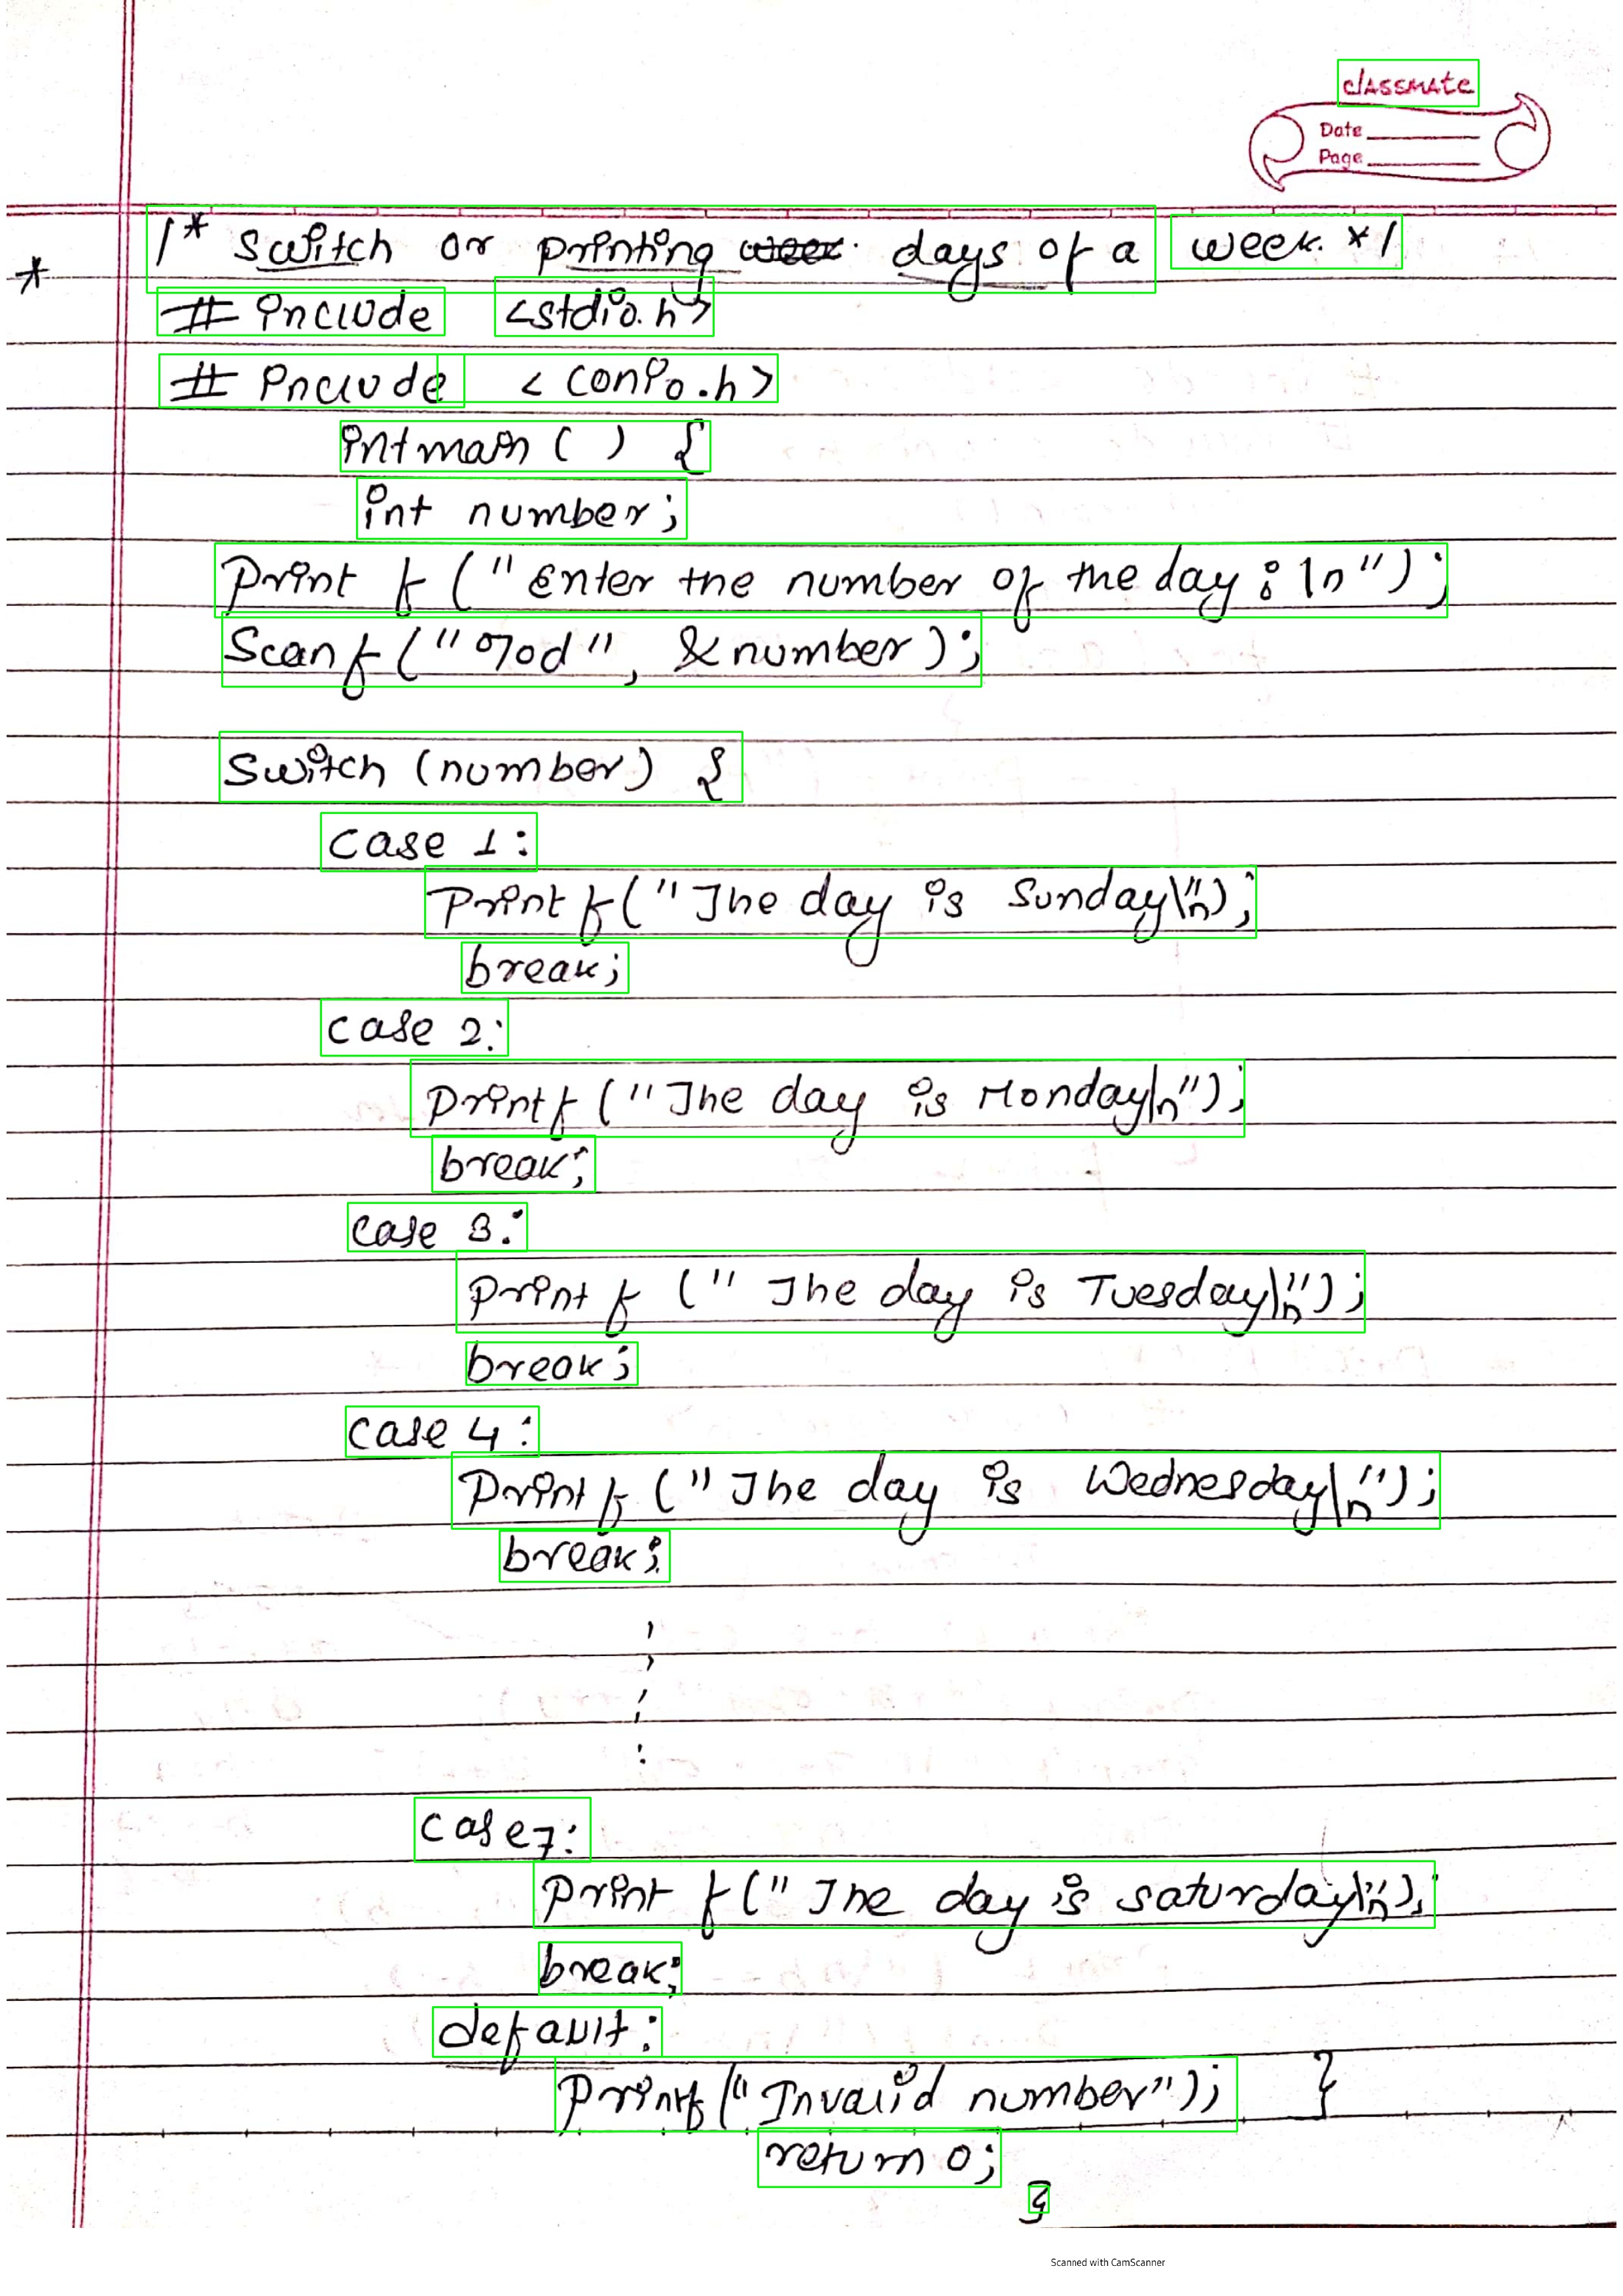 classmate
Date
Page
/* Switch or printing days of a week. */
*
# include <stdio.h>
# include < conio.h>
int main ( ) {
int number;
Print f (" Enter the number of the day : \n") ;
Scan f ("%d", & number ) ;
Switch (number) {
Case 1 :
Print f ("The day is Sunday\n");
break;
Case 2:
Printf ("The day is Monday\n");
break;
Case 3:
Print f (" The day is Tuesday\n");
break;
Case 4 :
Print f ("The day is Wednesday\n");
break;
Case 7:
Print f (" The day is saturday\n");
break;
default:
Printf ("Invalid number"); }
return 0;
}
Scanned with CamScanner